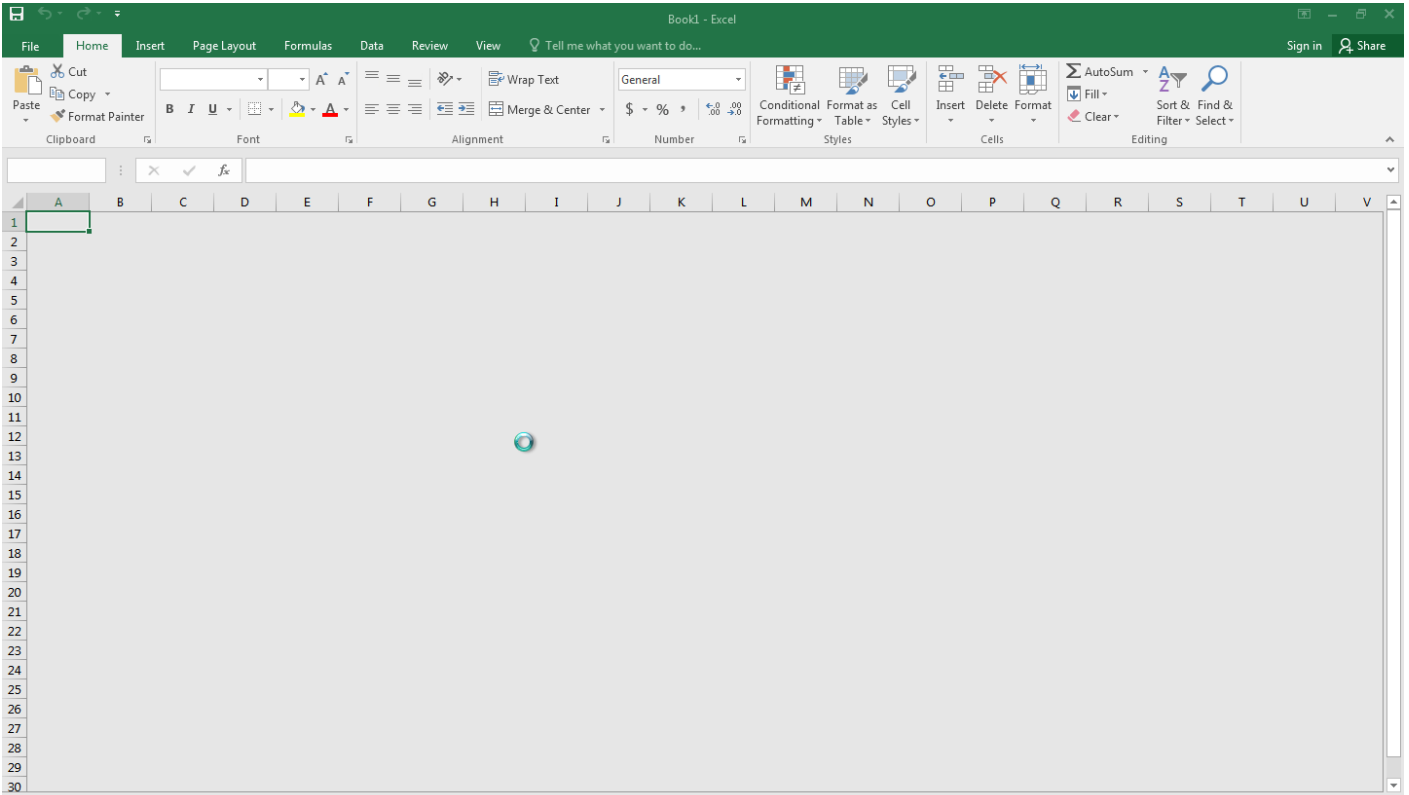 Book1 - Excel
File Home Insert Page Layout Formulas Data Review View Tell me what you want to do... Sign in Share
Paste
Cut
Copy
Format Painter
Clipboard
B I U A A A
Font
Wrap Text
Merge & Center
Alignment
General
$ % , .0 .00 .00 .0
Number
Conditional Formatting
Format as Table
Cell Styles
Styles
Insert Delete Format
Cells
AutoSum
Fill
Clear
Sort & Filter
Find & Select
Editing
fx
A B C D E F G H I J K L M N O P Q R S T U V
1
2
3
4
5
6
7
8
9
10
11
12
13
14
15
16
17
18
19
20
21
22
23
24
25
26
27
28
29
30